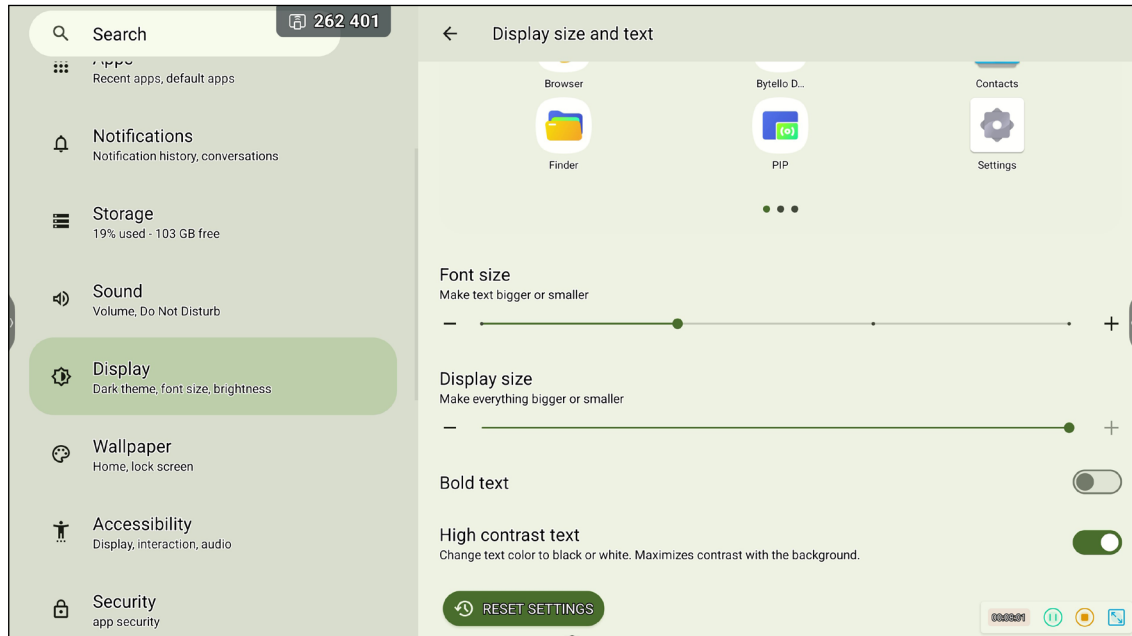 Search
262 401
Recent apps, default apps
Notifications
Notification history, conversations
Storage
19% used - 103 GB free
Sound
Volume, Do Not Disturb
Display
Dark theme, font size, brightness
Wallpaper
Home, lock screen
Accessibility
Display, interaction, audio
Security
app security
Display size and text
Browser
Bytello D...
Contacts
Finder
PIP
Settings
Font size
Make text bigger or smaller
Display size
Make everything bigger or smaller
Bold text
High contrast text
Change text color to black or white. Maximizes contrast with the background.
RESET SETTINGS